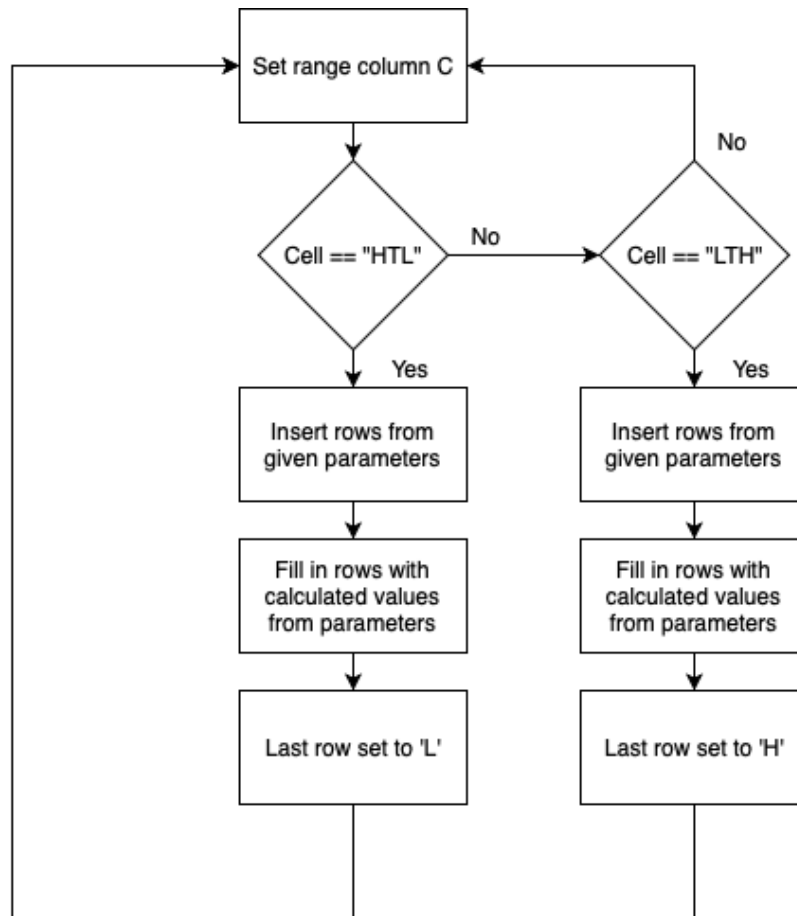 Set range column C
No
Cell == "HTL"
No
Cell == "LTH"
Yes
Yes
Insert rows from
given parameters
Insert rows from
given parameters
Fill in rows with
calculated values
from parameters
Fill in rows with
calculated values
from parameters
Last row set to 'L'
Last row set to 'H'